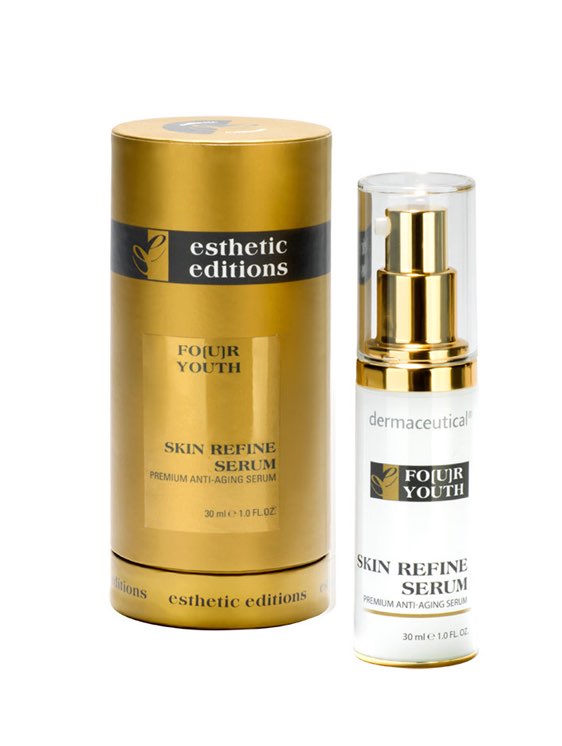 esthetic
editions
FO[U]R
YOUTH
SKIN REFINE
SERUM
PREMIUM ANTI-AGING SERUM
30 ml ℮ 1.0 FL.OZ.
esthetic editions
dermaceutical®
FO[U]R
YOUTH
SKIN REFINE
SERUM
PREMIUM ANTI-AGING SERUM
30 ml ℮ 1.0 FL.OZ.